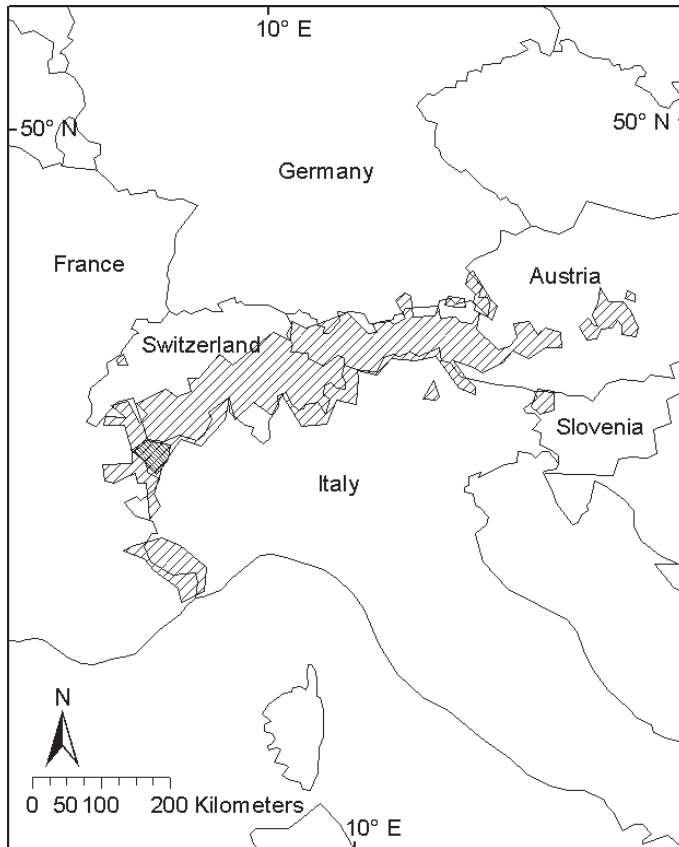 10° E
50° N
50° N
Germany
France
Austria
Switzerland
Slovenia
Italy
N
0 50 100 200 Kilometers
10° E